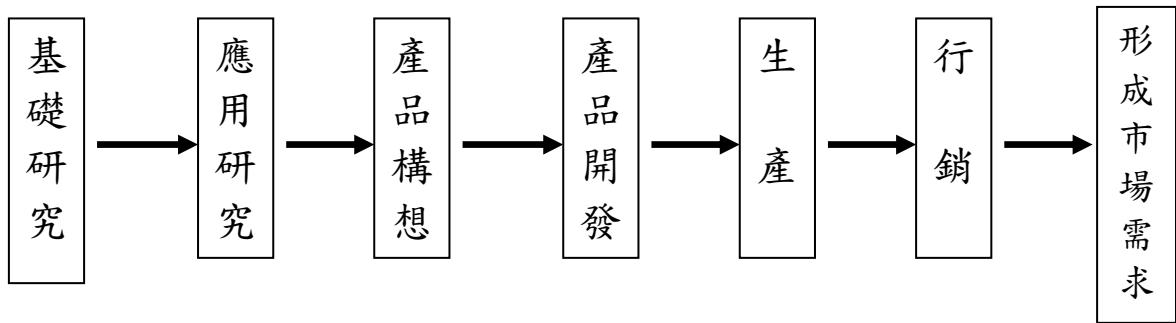 基礎研究
應用研究
產品構想
產品開發
生產
行銷
形成市場需求